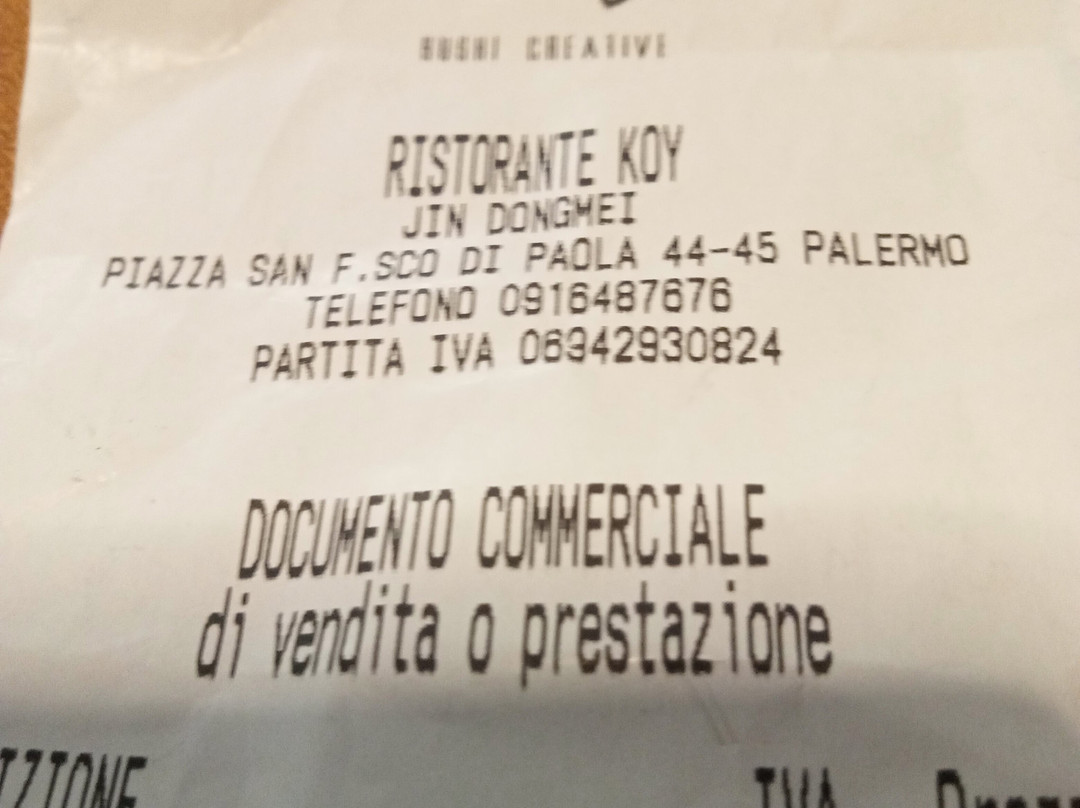 SUSHI CREATIVE
RISTORANTE KOY
JIN DONGMEI
PIAZZA SAN F.SCO DI PAOLA 44-45 PALERMO
TELEFONO 0916487676
PARTITA IVA 06942930824
DOCUMENTO COMMERCIALE
di vendita o prestazione
IZIONE IVA